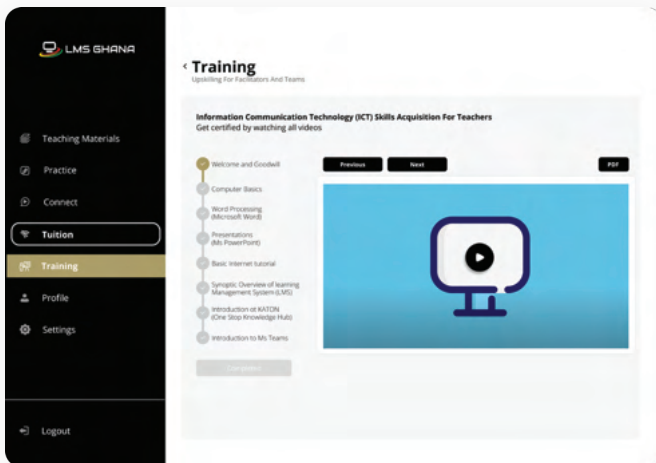 LMS GHANA
Teaching Materials
Practice
Connect
Tuition
Training
Profile
Settings
Logout
‹ Training
Upskilling For Facilitators And Teams
Information Communication Technology (ICT) Skills Acquisition For Teachers
Get certified by watching all videos
Welcome and Goodwill
Computer Basics
Word Processing
(Microsoft Word)
Presentations
(Ms PowerPoint)
Basic Internet tutorial
Synoptic Overview of learning
Management System (LMS)
Introduction ot KATON
(One Stop Knowledge Hub)
Introduction to Ms Teams
Previous
Next
PDF